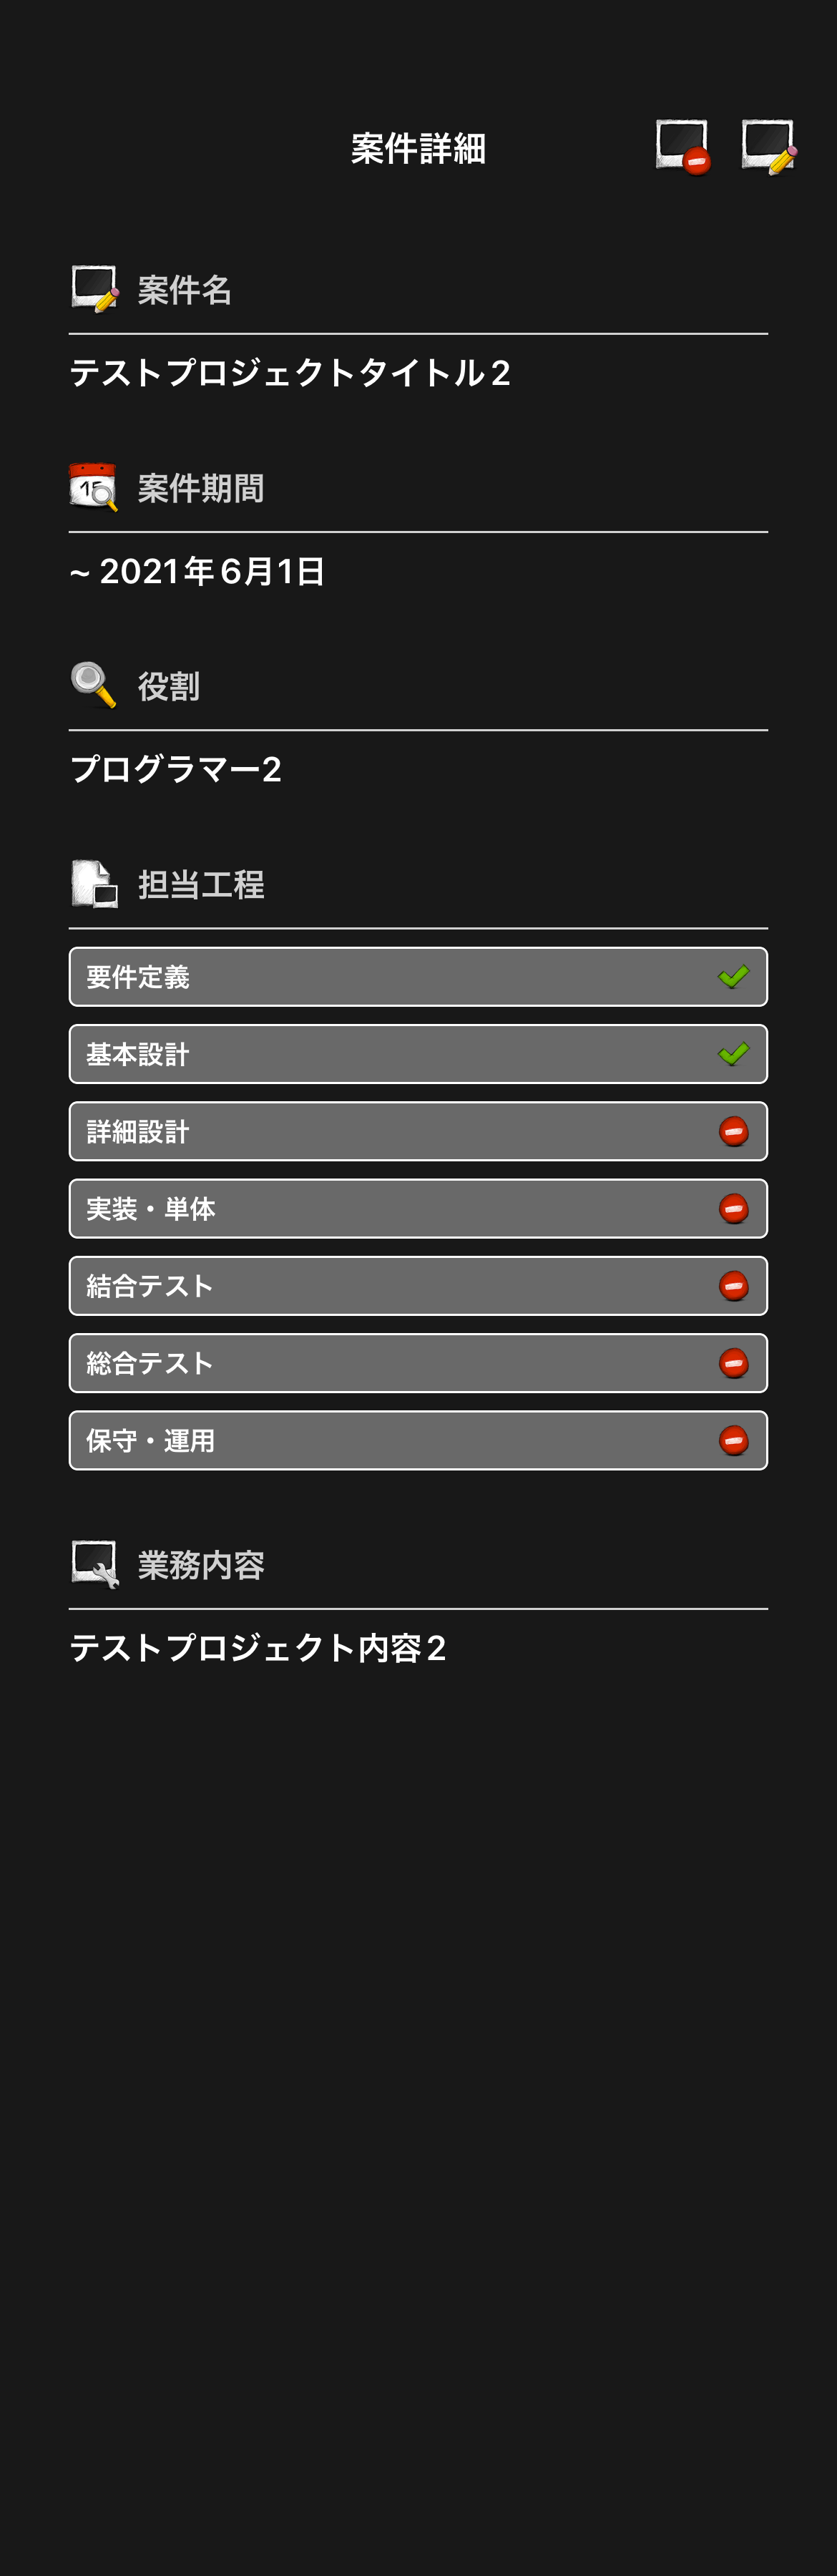 案件詳細
案件名
テストプロジェクトタイトル2
案件期間
~ 2021年6月1日
役割
プログラマー2
担当工程
要件定義
基本設計
詳細設計
実装・単体
結合テスト
総合テスト
保守・運用
業務内容
テストプロジェクト内容2